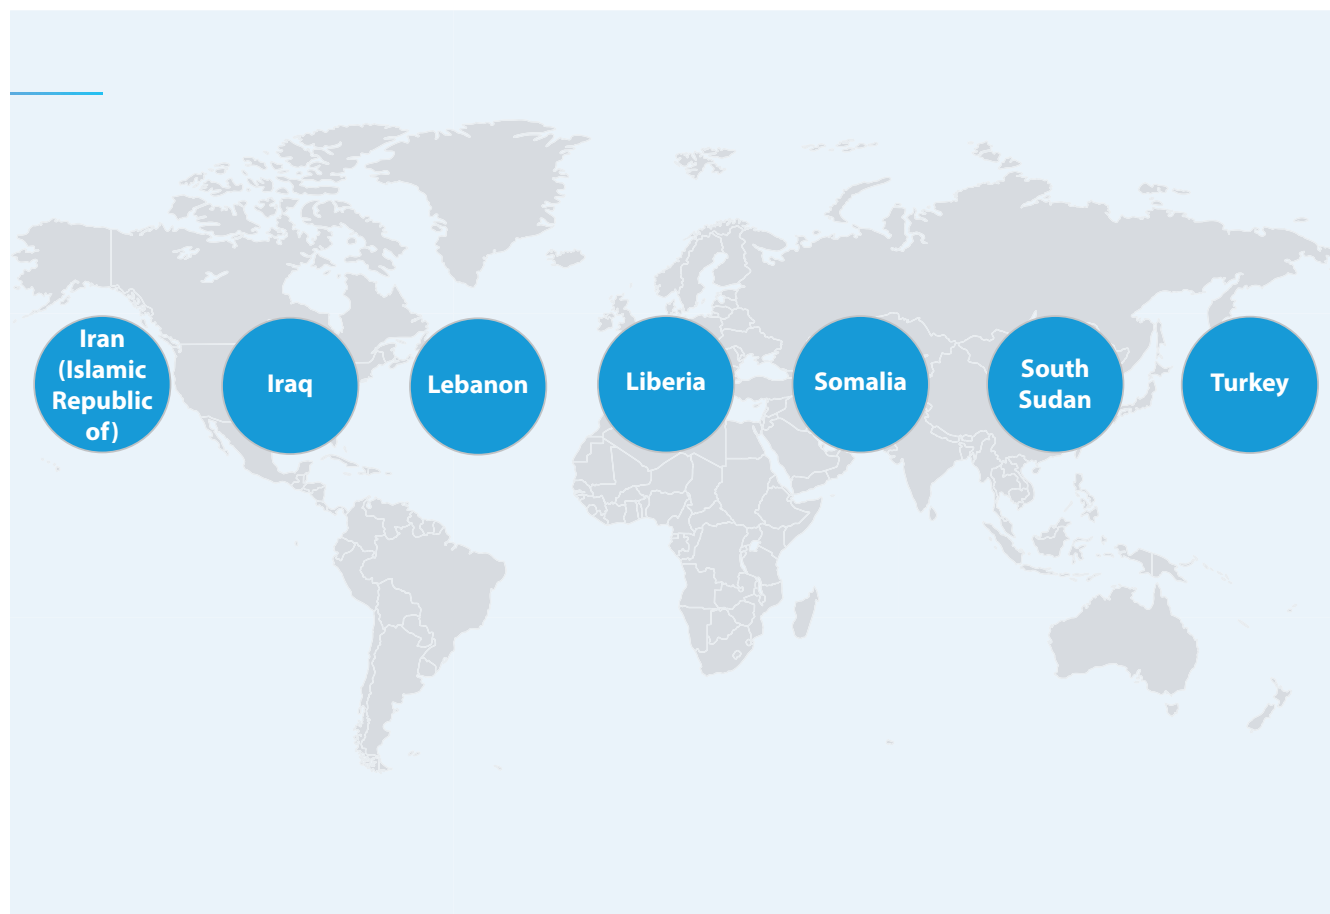 Iran
(Islamic
Republic
of)
Iraq
Lebanon
Liberia
Somalia
South
Sudan
Turkey